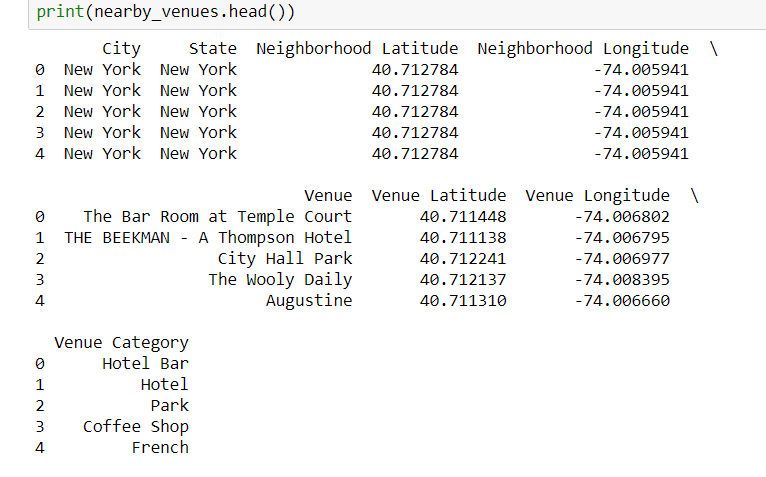 print(nearby_venues.head())
City State Neighborhood Latitude Neighborhood Longitude \
0 New York New York 40.712784 -74.005941
1 New York New York 40.712784 -74.005941
2 New York New York 40.712784 -74.005941
3 New York New York 40.712784 -74.005941
4 New York New York 40.712784 -74.005941
Venue Venue Latitude Venue Longitude \
0 The Bar Room at Temple Court 40.711448 -74.006802
1 THE BEEKMAN - A Thompson Hotel 40.711138 -74.006795
2 City Hall Park 40.712241 -74.006977
3 The Wooly Daily 40.712137 -74.008395
4 Augustine 40.711310 -74.006660
Venue Category
0 Hotel Bar
1 Hotel
2 Park
3 Coffee Shop
4 French